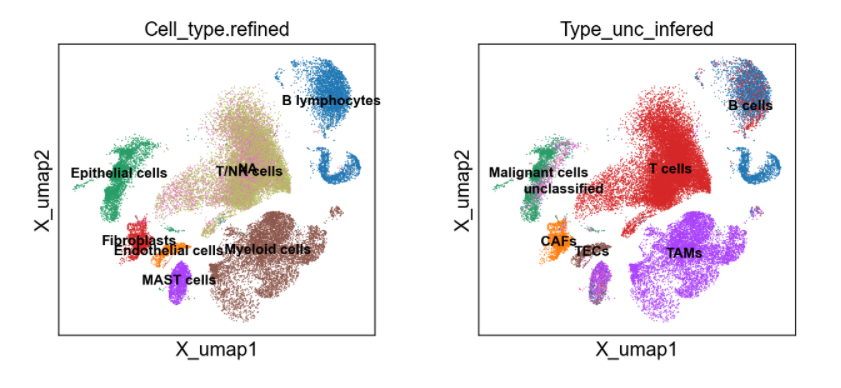 Cell_type.refined
B lymphocytes
NA
T/NK cells
Epithelial cells
Fibroblasts
Endothelial cells
Myeloid cells
MAST cells
X_umap2
X_umap1
Type_unc_infered
B cells
T cells
Malignant cells
unclassified
CAFs
TECs
TAMs
X_umap2
X_umap1